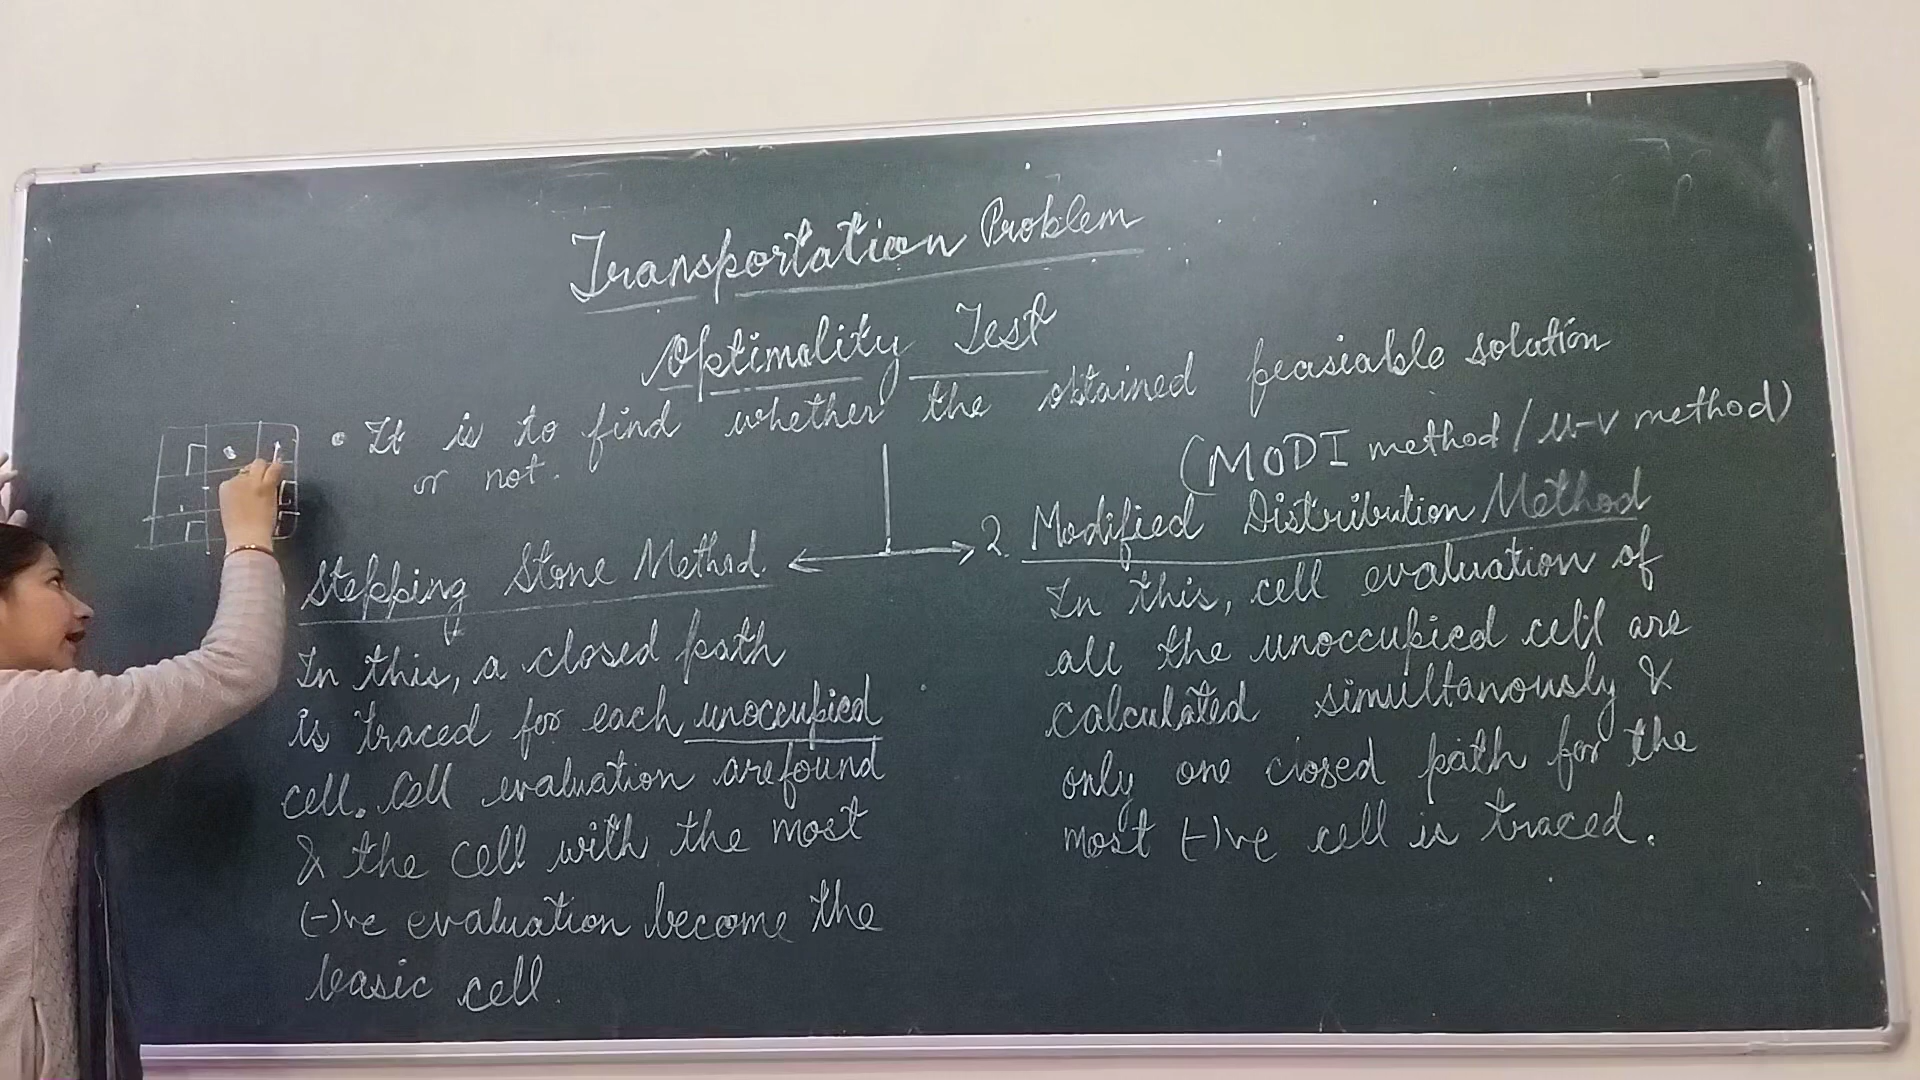 Transportation Problem
Optimality Test
• It is to find whether the obtained feasiable solution
or not.
(MODI method/u-v method)
Stepping Stone Method.
In this, a closed path
is traced for each unoccupied
cell. Cell evaluation are found
& the cell with the most
(-)ve evaluation become the
basic cell.
2. Modified Distribution Method
In this, cell evaluation of
all the unoccupied cell are
calculated simultanously &
only one closed path for the
most (-)ve cell is traced.